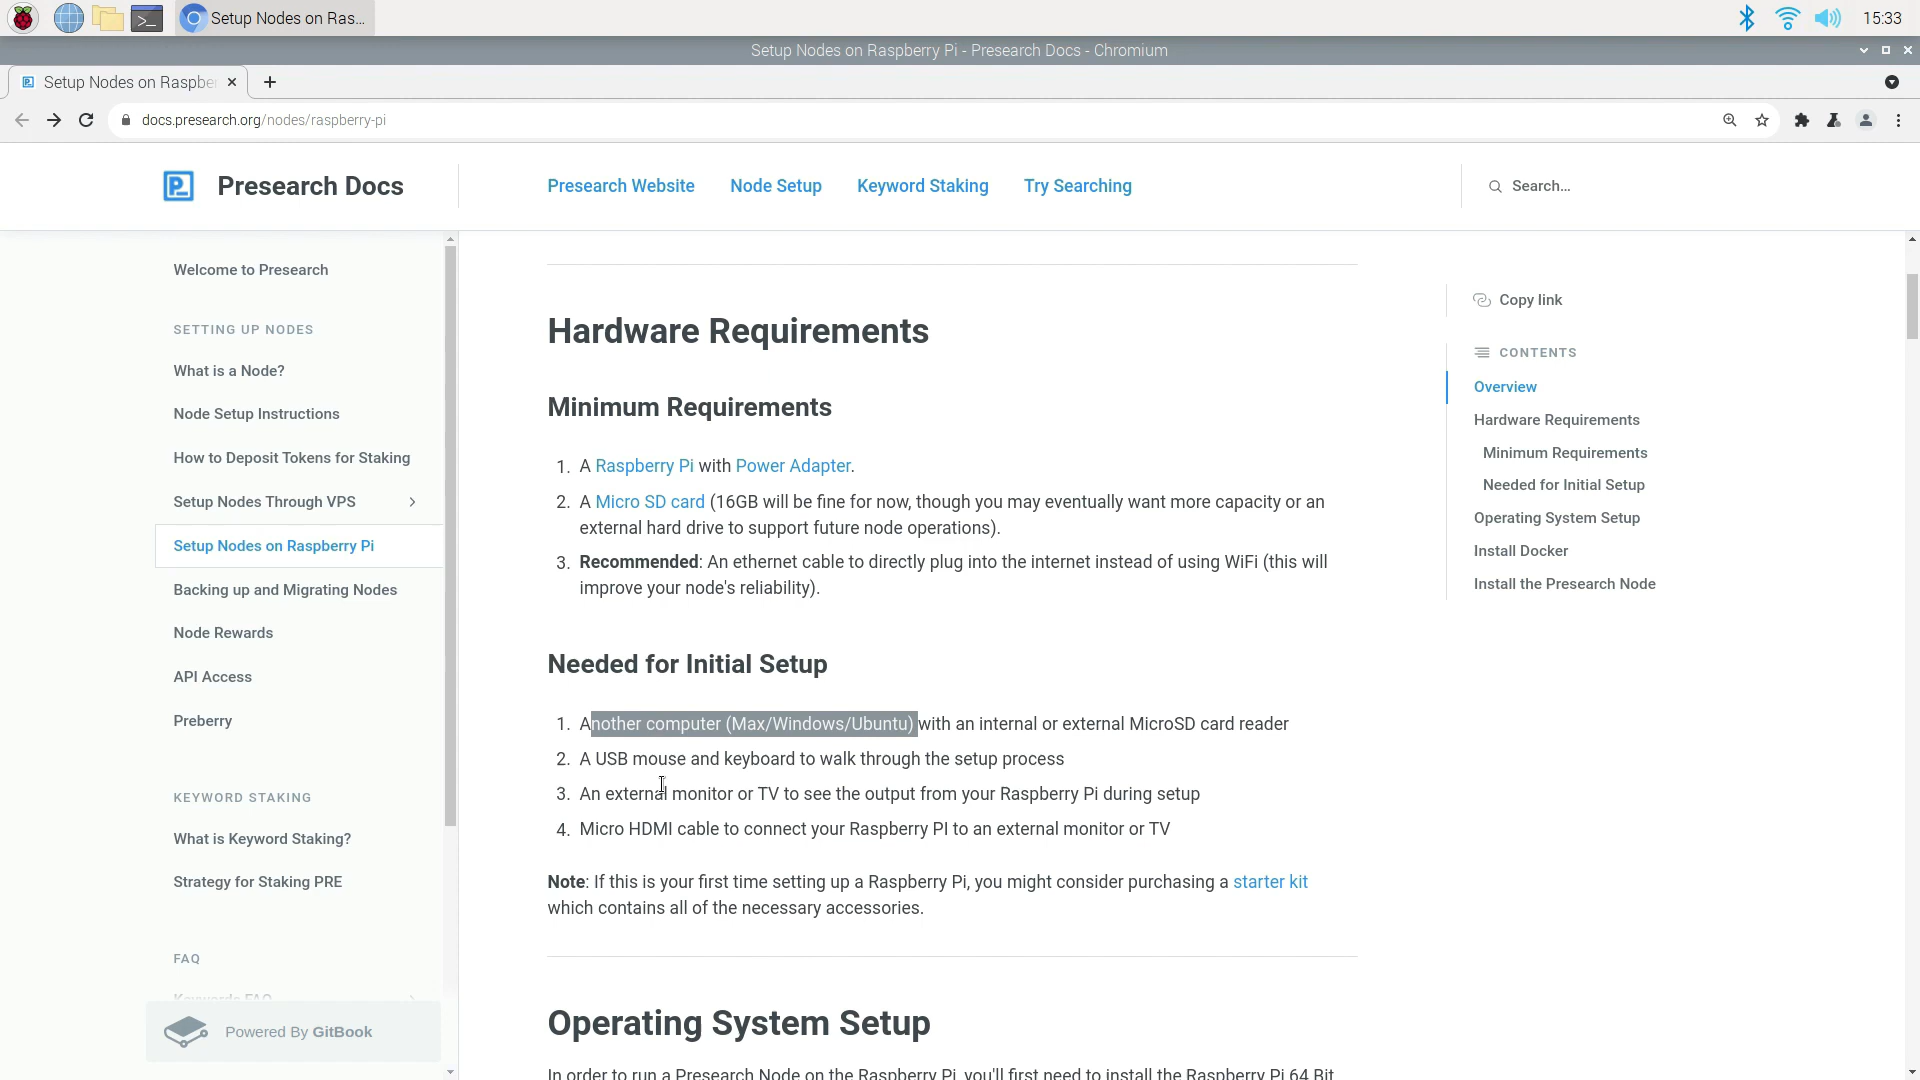 Setup Nodes on Ras...
15:33
Setup Nodes on Raspberry Pi - Presearch Docs - Chromium
Setup Nodes on Raspbe
docs.presearch.org/nodes/raspberry-pi
Presearch Docs
Presearch Website
Node Setup
Keyword Staking
Try Searching
Search...
Welcome to Presearch
SETTING UP NODES
What is a Node?
Node Setup Instructions
How to Deposit Tokens for Staking
Setup Nodes Through VPS
Setup Nodes on Raspberry Pi
Backing up and Migrating Nodes
Node Rewards
API Access
Preberry
KEYWORD STAKING
What is Keyword Staking?
Strategy for Staking PRE
FAQ
Keywords FAQ
Powered By GitBook
Hardware Requirements
Minimum Requirements
1. A Raspberry Pi with Power Adapter.
2. A Micro SD card (16GB will be fine for now, though you may eventually want more capacity or an
external hard drive to support future node operations).
3. Recommended: An ethernet cable to directly plug into the internet instead of using WiFi (this will
improve your node's reliability).
Needed for Initial Setup
1. Another computer (Max/Windows/Ubuntu) with an internal or external MicroSD card reader
2. A USB mouse and keyboard to walk through the setup process
3. An external monitor or TV to see the output from your Raspberry Pi during setup
4. Micro HDMI cable to connect your Raspberry PI to an external monitor or TV
Note: If this is your first time setting up a Raspberry Pi, you might consider purchasing a starter kit
which contains all of the necessary accessories.
Operating System Setup
In order to run a Presearch Node on the Raspberry Pi, you'll first need to install the Raspberry Pi 64 Bit
Copy link
CONTENTS
Overview
Hardware Requirements
Minimum Requirements
Needed for Initial Setup
Operating System Setup
Install Docker
Install the Presearch Node